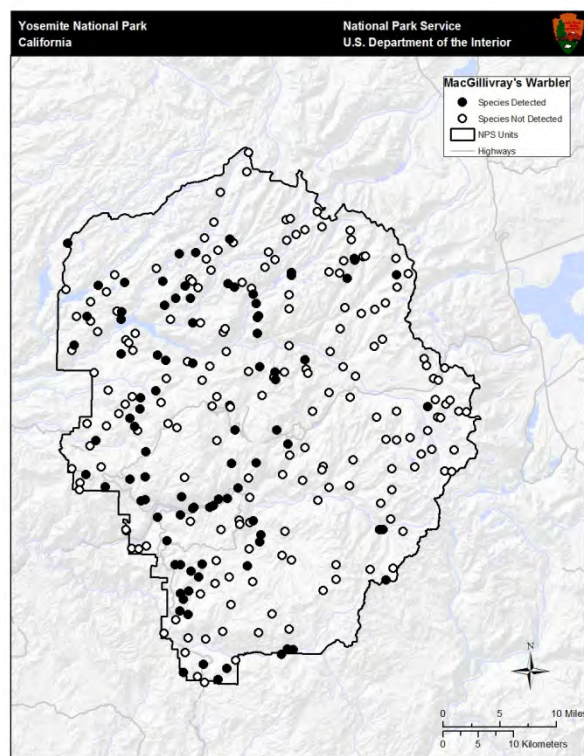 Yosemite National Park
California
National Park Service
U.S. Department of the Interior
MacGillivray's Warbler
Species Detected
Species Not Detected
NPS Units
Highways
N
0 5 10 Miles
0 5 10 Kilometers